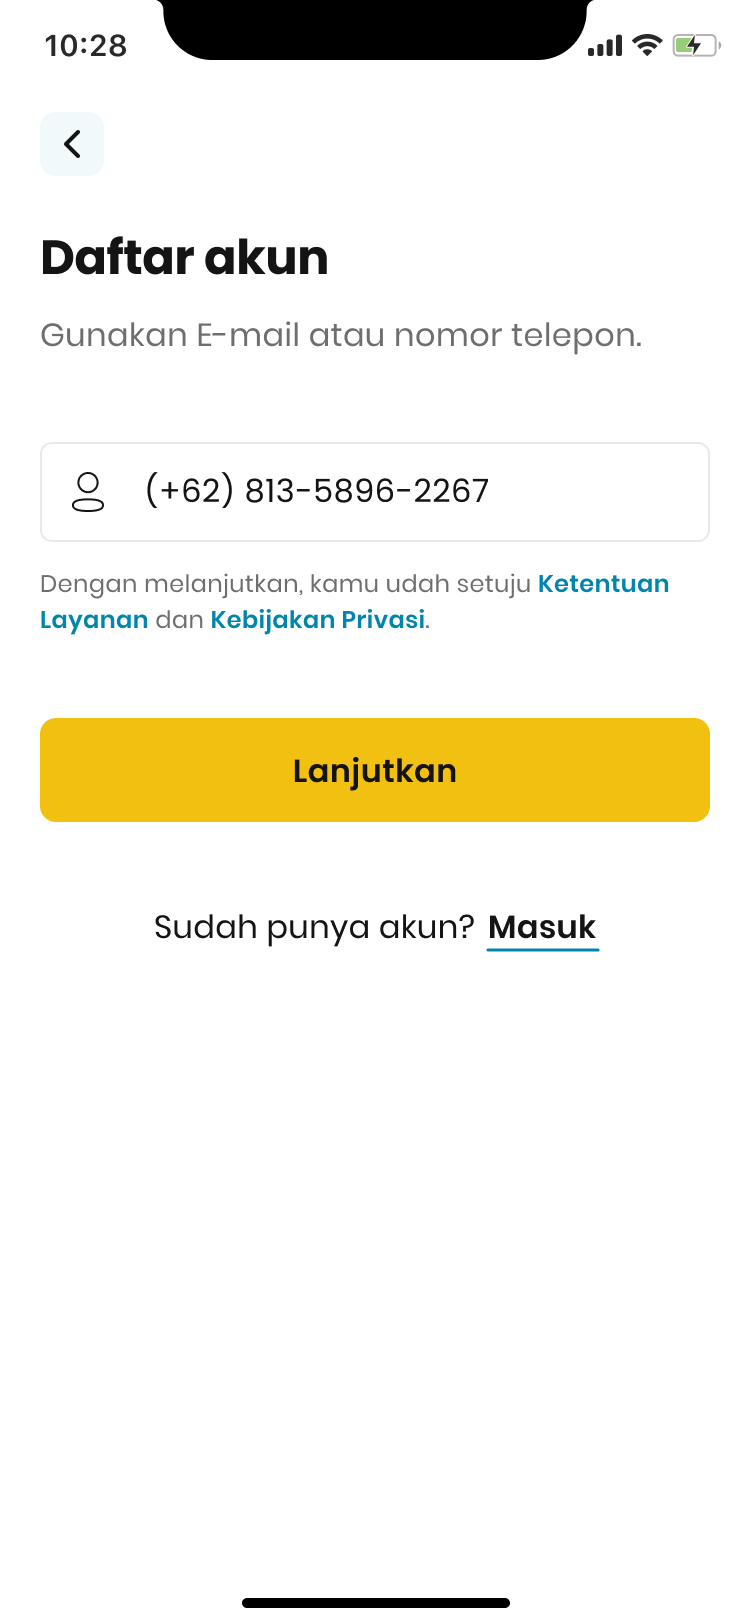 10:28
Daftar akun
Gunakan E-mail atau nomor telepon.
(+62) 813-5896-2267
Dengan melanjutkan, kamu udah setuju Ketentuan
Layanan dan Kebijakan Privasi.
Lanjutkan
Sudah punya akun? Masuk